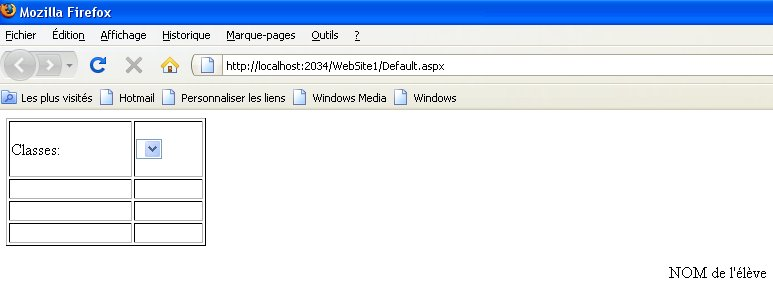 Mozilla Firefox
Fichier Édition Affichage Historique Marque-pages Outils ?
http://localhost:2034/WebSite1/Default.aspx
Les plus visités Hotmail Personnaliser les liens Windows Media Windows
Classes:
NOM de l'élève